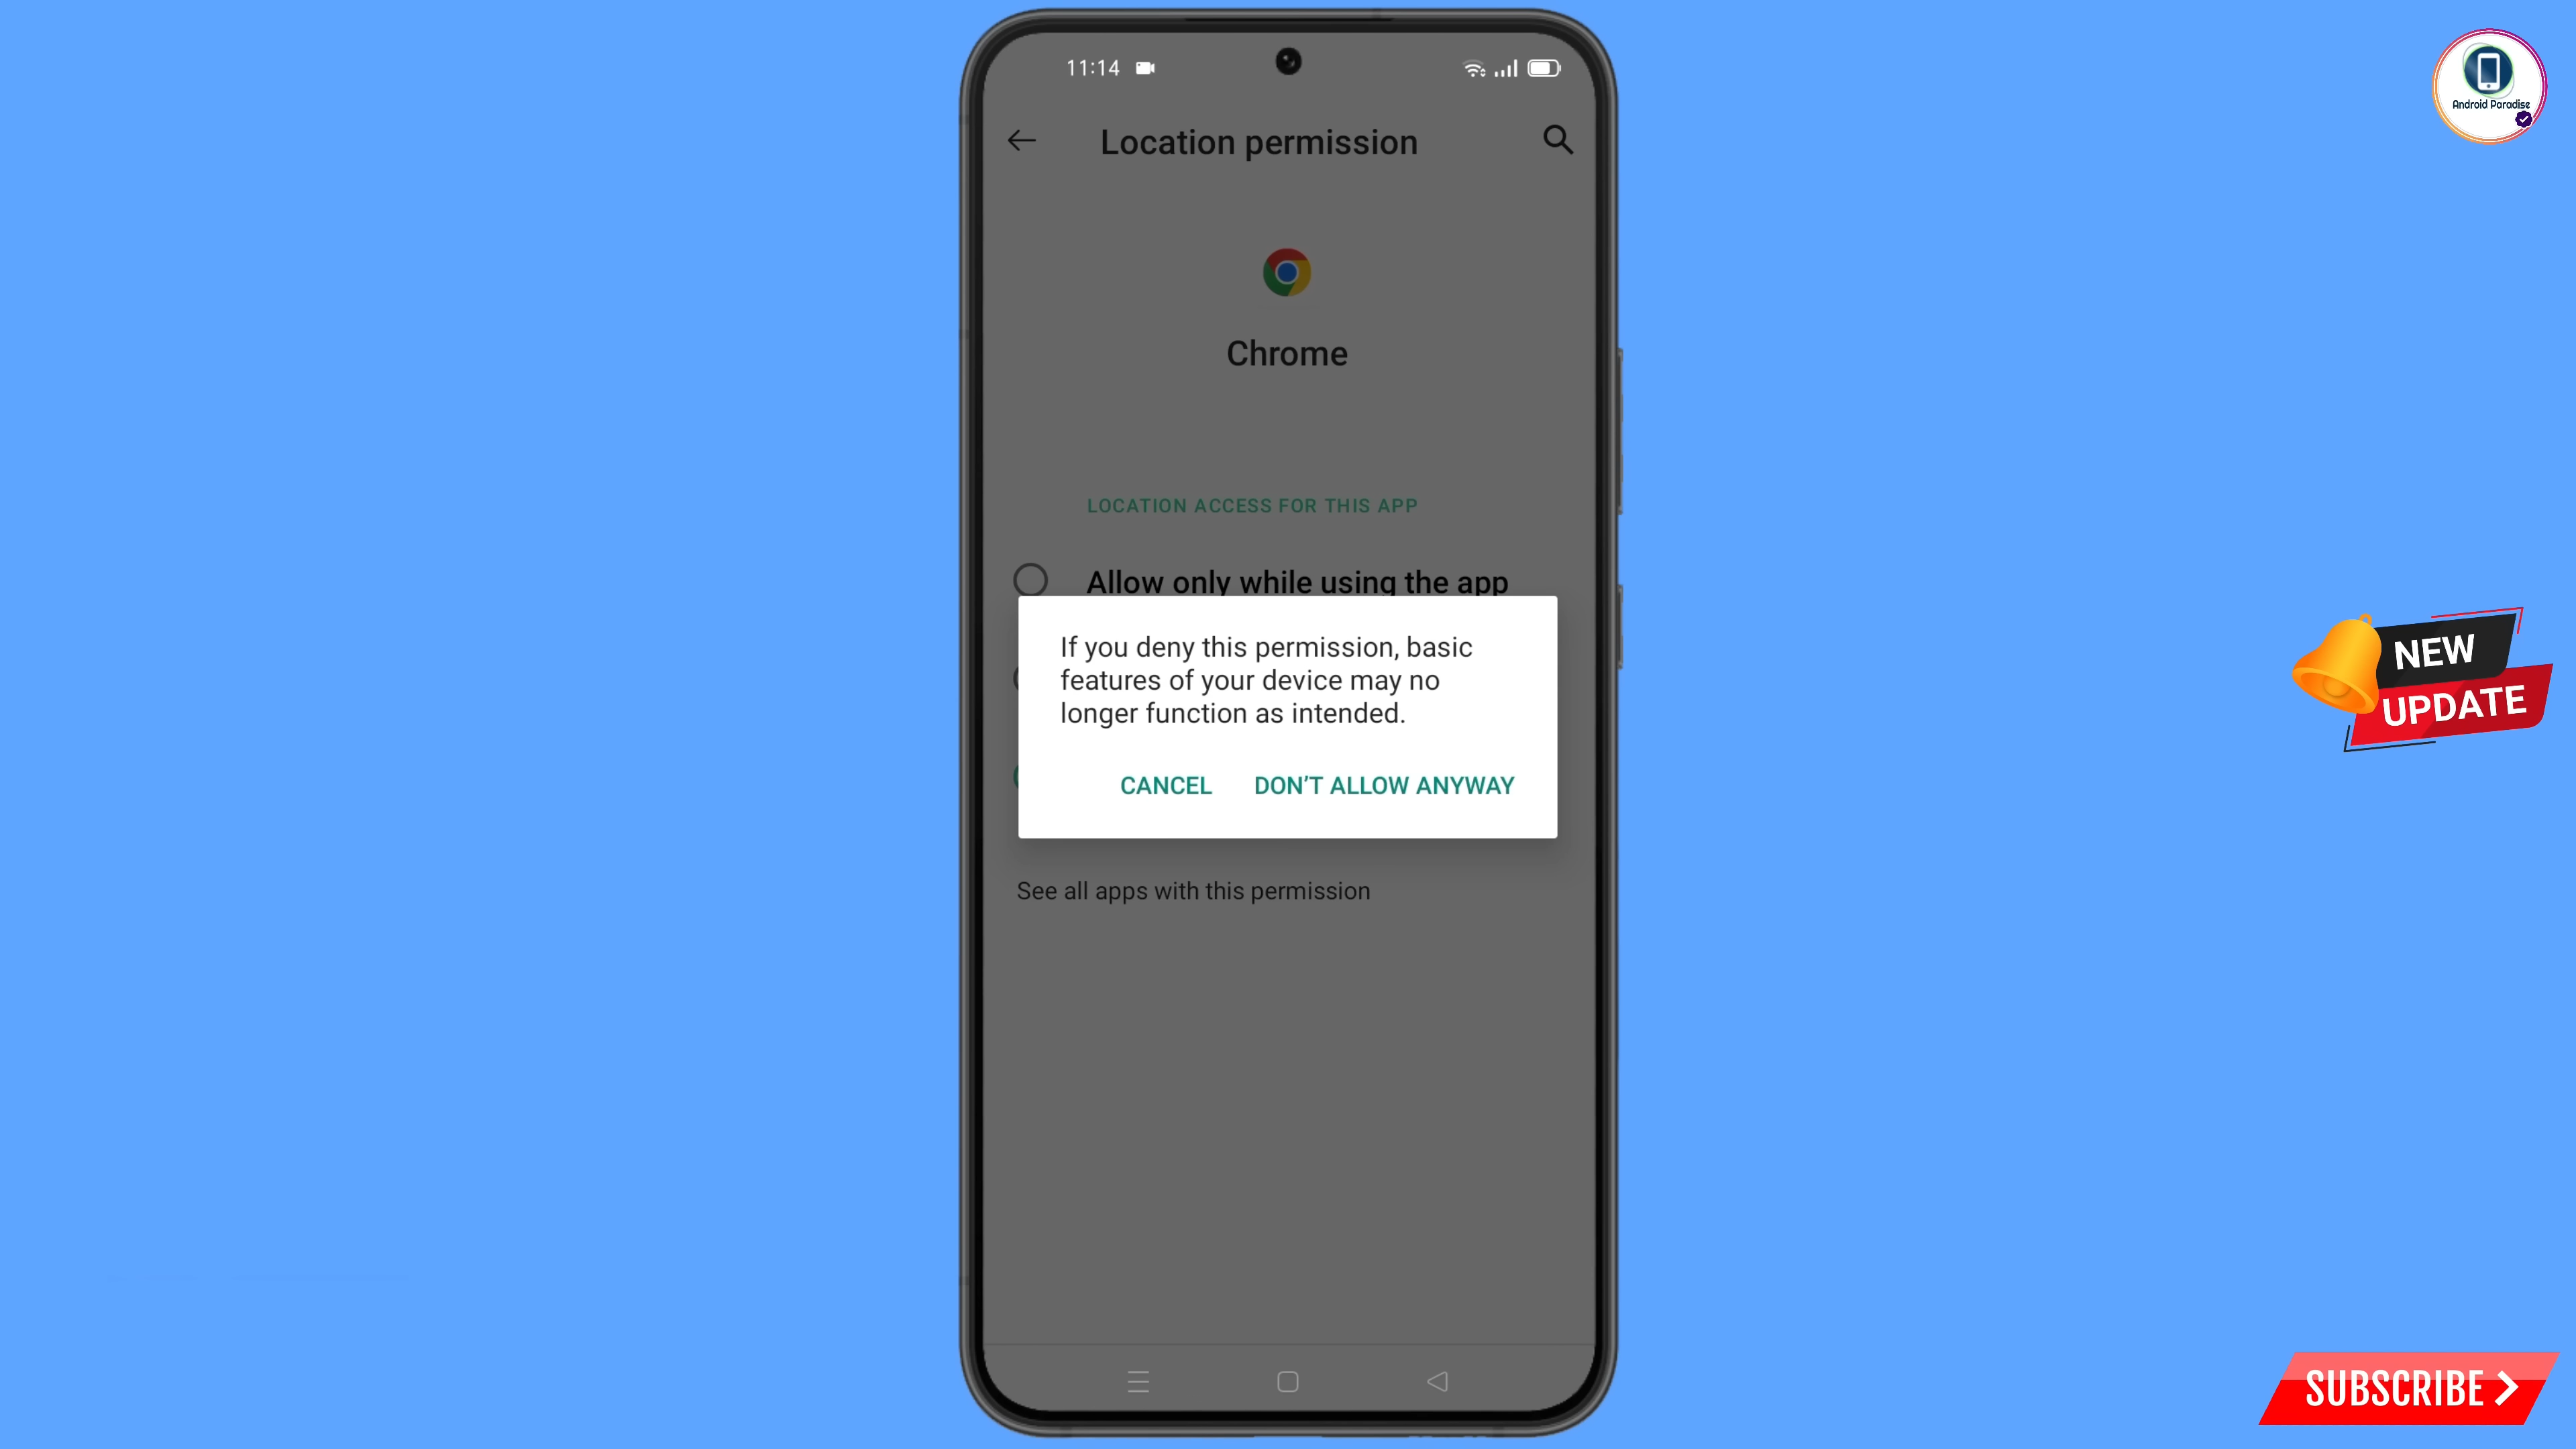 11:14
Location permission
Chrome
LOCATION ACCESS FOR THIS APP
Allow only while using the app
If you deny this permission, basic
features of your device may no
longer function as intended.
CANCEL
DON'T ALLOW ANYWAY
See all apps with this permission
Android Paradise
NEW
UPDATE
SUBSCRIBE